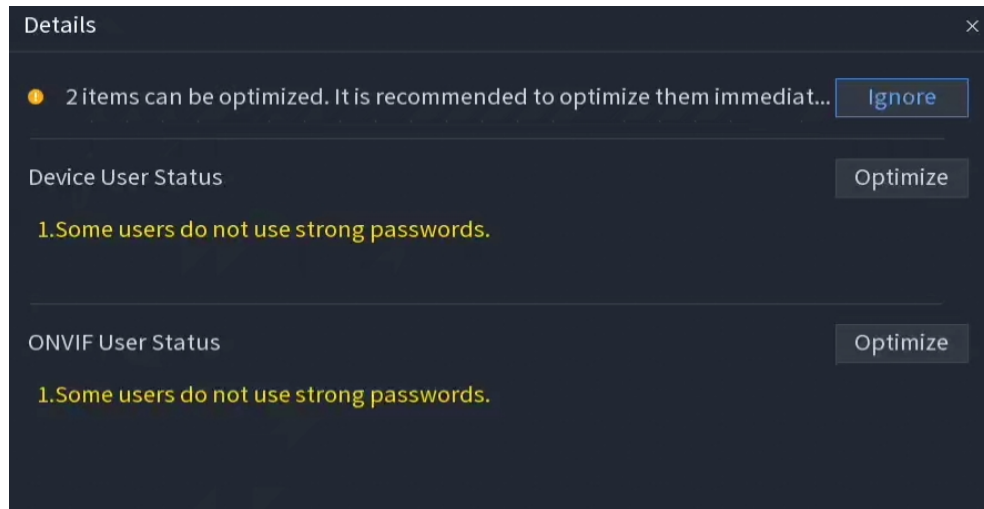 Details
2 items can be optimized. It is recommended to optimize them immediat... Ignore
Device User Status Optimize
1.Some users do not use strong passwords.
ONVIF User Status Optimize
1.Some users do not use strong passwords.